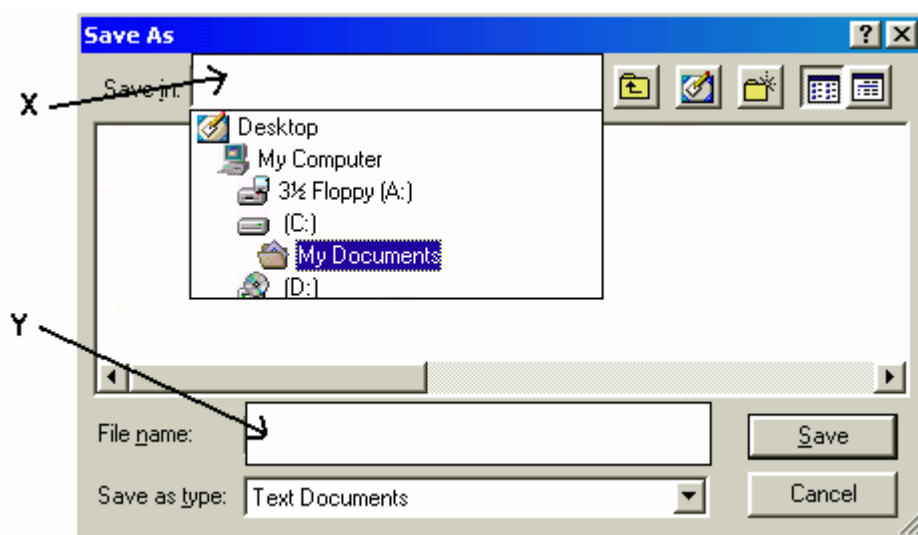 Save As
X
Save in:
Desktop
My Computer
3½ Floppy (A:)
(C:)
My Documents
(D:)
Y
File name:
Save
Save as type:
Text Documents
Cancel